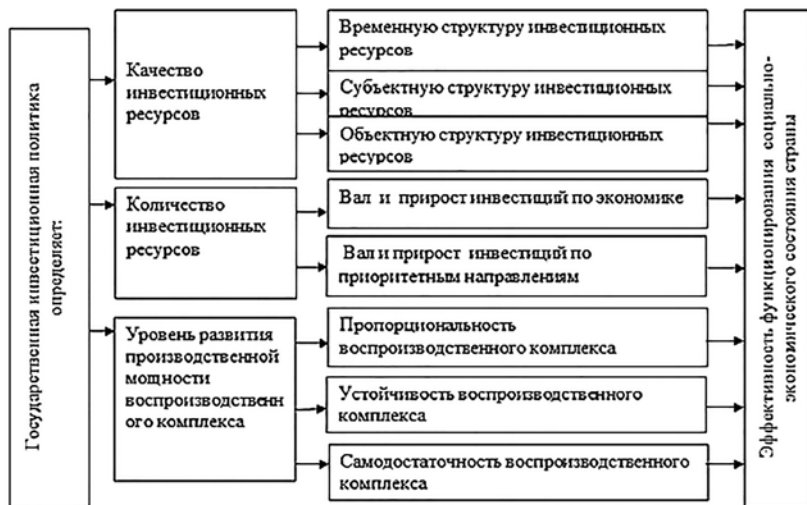 Государственная инвестиционная политика
определяет:
Качество
инвестиционных
ресурсов
Временную структуру инвестиционных
ресурсов
Субъектную структуру инвестиционных
ресурсов
Объектную структуру инвестиционных
ресурсов
Количество
инвестиционных
ресурсов
Вал и прирост инвестиций по экономике
Вал и прирост инвестиций по
приоритетным направлениям
Уровень развития
производственной
мощности
воспроизводственн
ого комплекса
Пропорциональность
воспроизводственного комплекса
Устойчивость воспроизводственного
комплекса
Самодостаточность воспроизводственного
комплекса
Эффективность функционирования социально-
экономического состояния страны